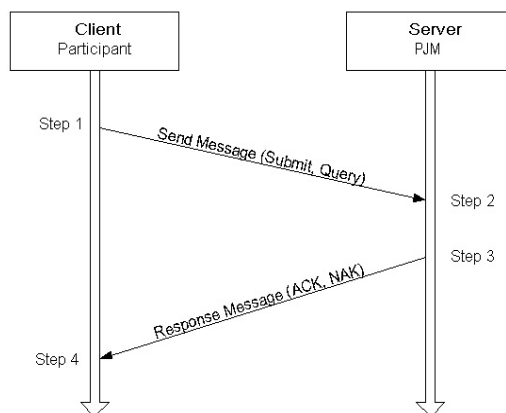 Client
Participant
Server
PJM
Step 1
Send Message (Submit, Query)
Step 2
Step 3
Response Message (ACK, NAK)
Step 4